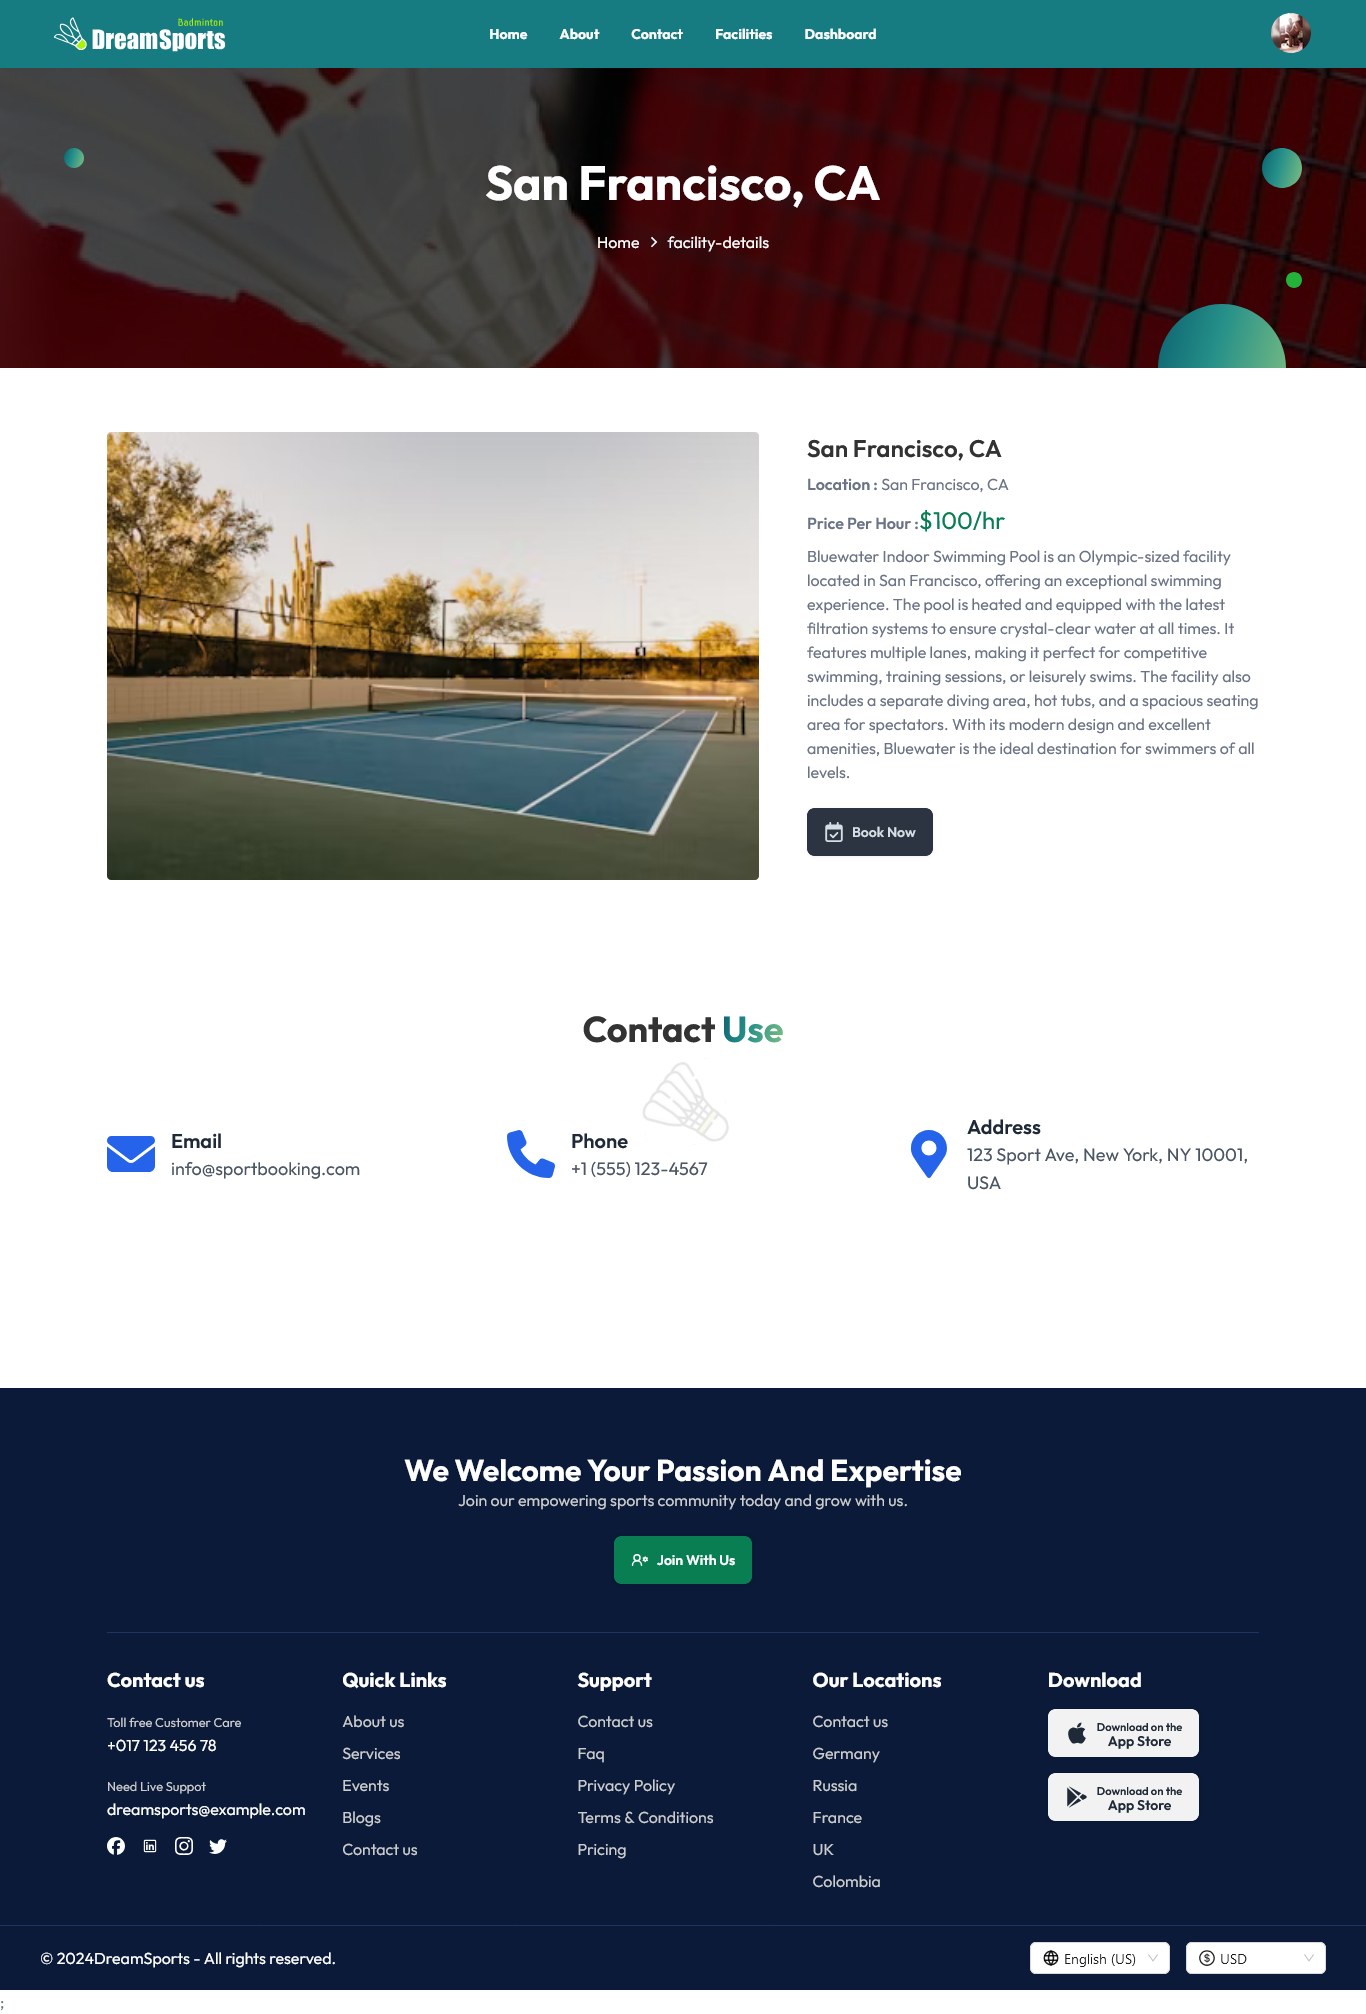 Badminton
DreamSports
Home
About
Contact
Facilities
Dashboard
San Francisco, CA
Home
facility-details
San Francisco, CA
Location : San Francisco, CA
Price Per Hour :$100/hr
Bluewater Indoor Swimming Pool is an Olympic-sized facility
located in San Francisco, offering an exceptional swimming
experience. The pool is heated and equipped with the latest
filtration systems to ensure crystal-clear water at all times. It
features multiple lanes, making it perfect for competitive
swimming, training sessions, or leisurely swims. The facility also
includes a separate diving area, hot tubs, and a spacious seating
area for spectators. With its modern design and excellent
amenities, Bluewater is the ideal destination for swimmers of all
levels.
Book Now
Contact Use
Email
info@sportbooking.com
Phone
+1 (555) 123-4567
Address
123 Sport Ave, New York, NY 10001,
USA
We Welcome Your Passion And Expertise
Join our empowering sports community today and grow with us.
Join With Us
Contact us
Toll free Customer Care
+017 123 456 78
Need Live Suppot
dreamsports@example.com
Quick Links
About us
Services
Events
Blogs
Contact us
Support
Contact us
Faq
Privacy Policy
Terms & Conditions
Pricing
Our Locations
Contact us
Germany
Russia
France
UK
Colombia
Download
Download on the
App Store
Download on the
App Store
© 2024DreamSports - All rights reserved.
English (US)
USD
;